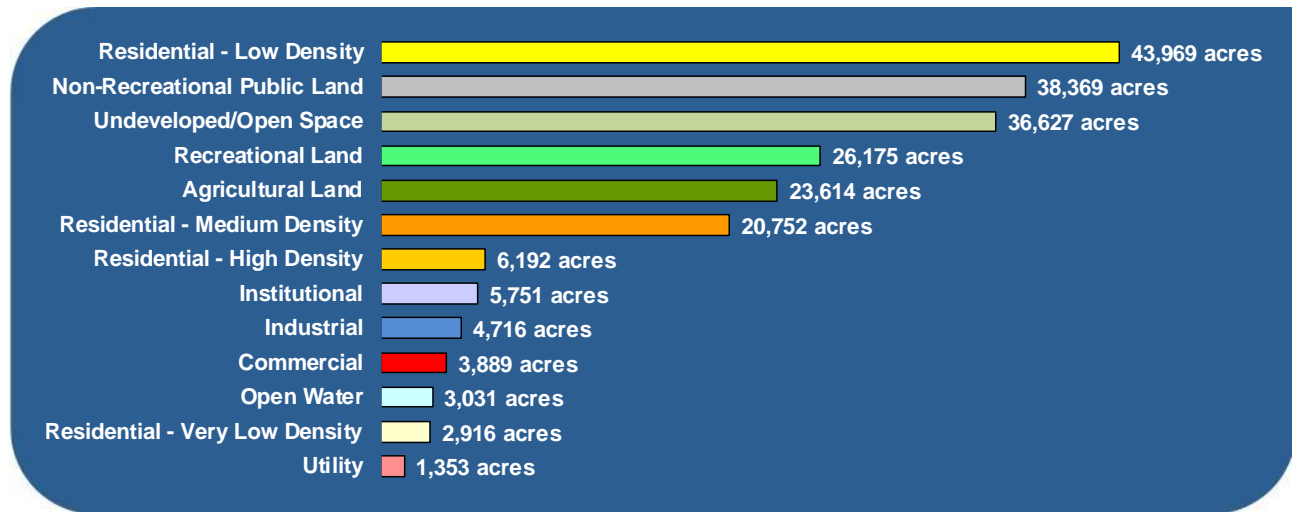 Residential - Low Density 43,969 acres
Non-Recreational Public Land 38,369 acres
Undeveloped/Open Space 36,627 acres
Recreational Land 26,175 acres
Agricultural Land 23,614 acres
Residential - Medium Density 20,752 acres
Residential - High Density 6,192 acres
Institutional 5,751 acres
Industrial 4,716 acres
Commercial 3,889 acres
Open Water 3,031 acres
Residential - Very Low Density 2,916 acres
Utility 1,353 acres